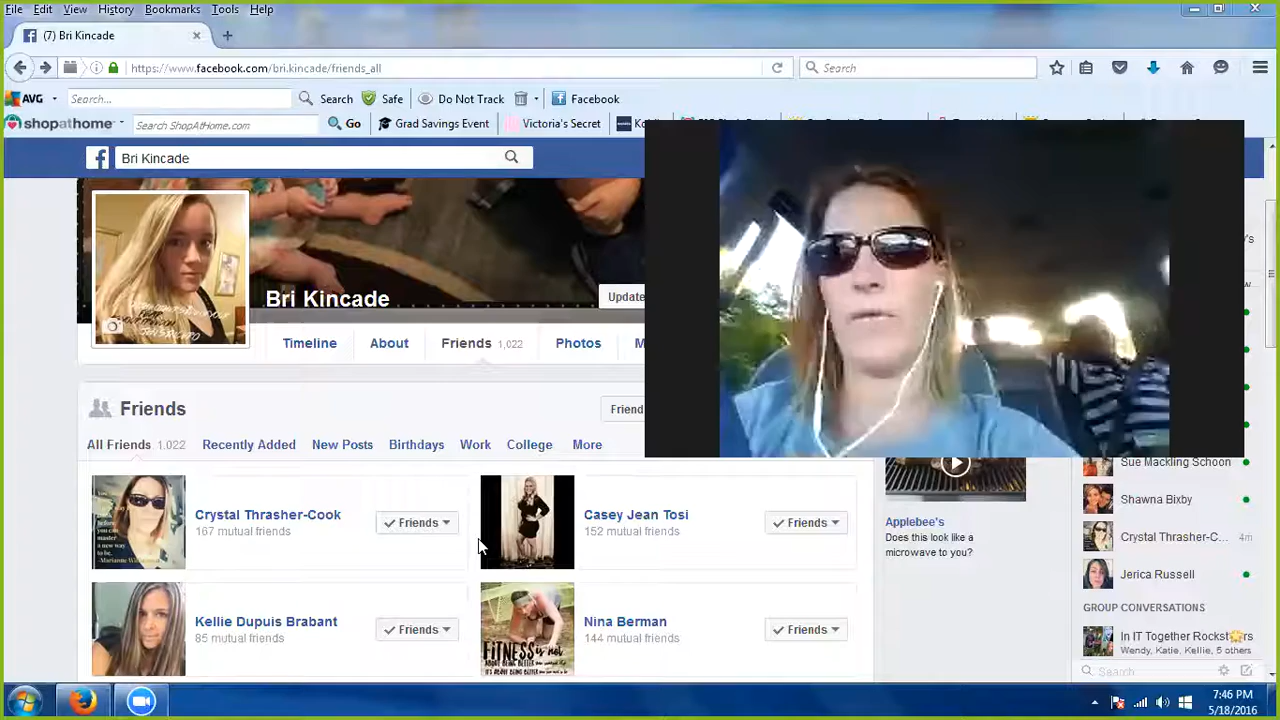 File Edit View History Bookmarks Tools Help
(7) Bri Kincade
https://www.facebook.com/bri.kincade/friends_all
Search
AVG Search... Search Safe Do Not Track Facebook
shopathome Search ShopAtHome.com Go Grad Savings Event Victoria's Secret
Bri Kincade
Bri Kincade
Update
Timeline About Friends 1,022 Photos M
Friends
Friend
All Friends 1,022 Recently Added New Posts Birthdays Work College More
Crystal Thrasher-Cook
167 mutual friends
Friends
Casey Jean Tosi
152 mutual friends
Friends
Kellie Dupuis Brabant
85 mutual friends
Friends
Nina Berman
144 mutual friends
Friends
FITNESS is not
Applebee's
Does this look like a
microwave to you?
Sue Mackling Schoon
Shawna Bixby
Crystal Thrasher-C... 4m
Jerica Russell
GROUP CONVERSATIONS
In IT Together Rockst ers
Wendy, Katie, Kellie, 5 others
Search
7:46 PM
5/18/2016